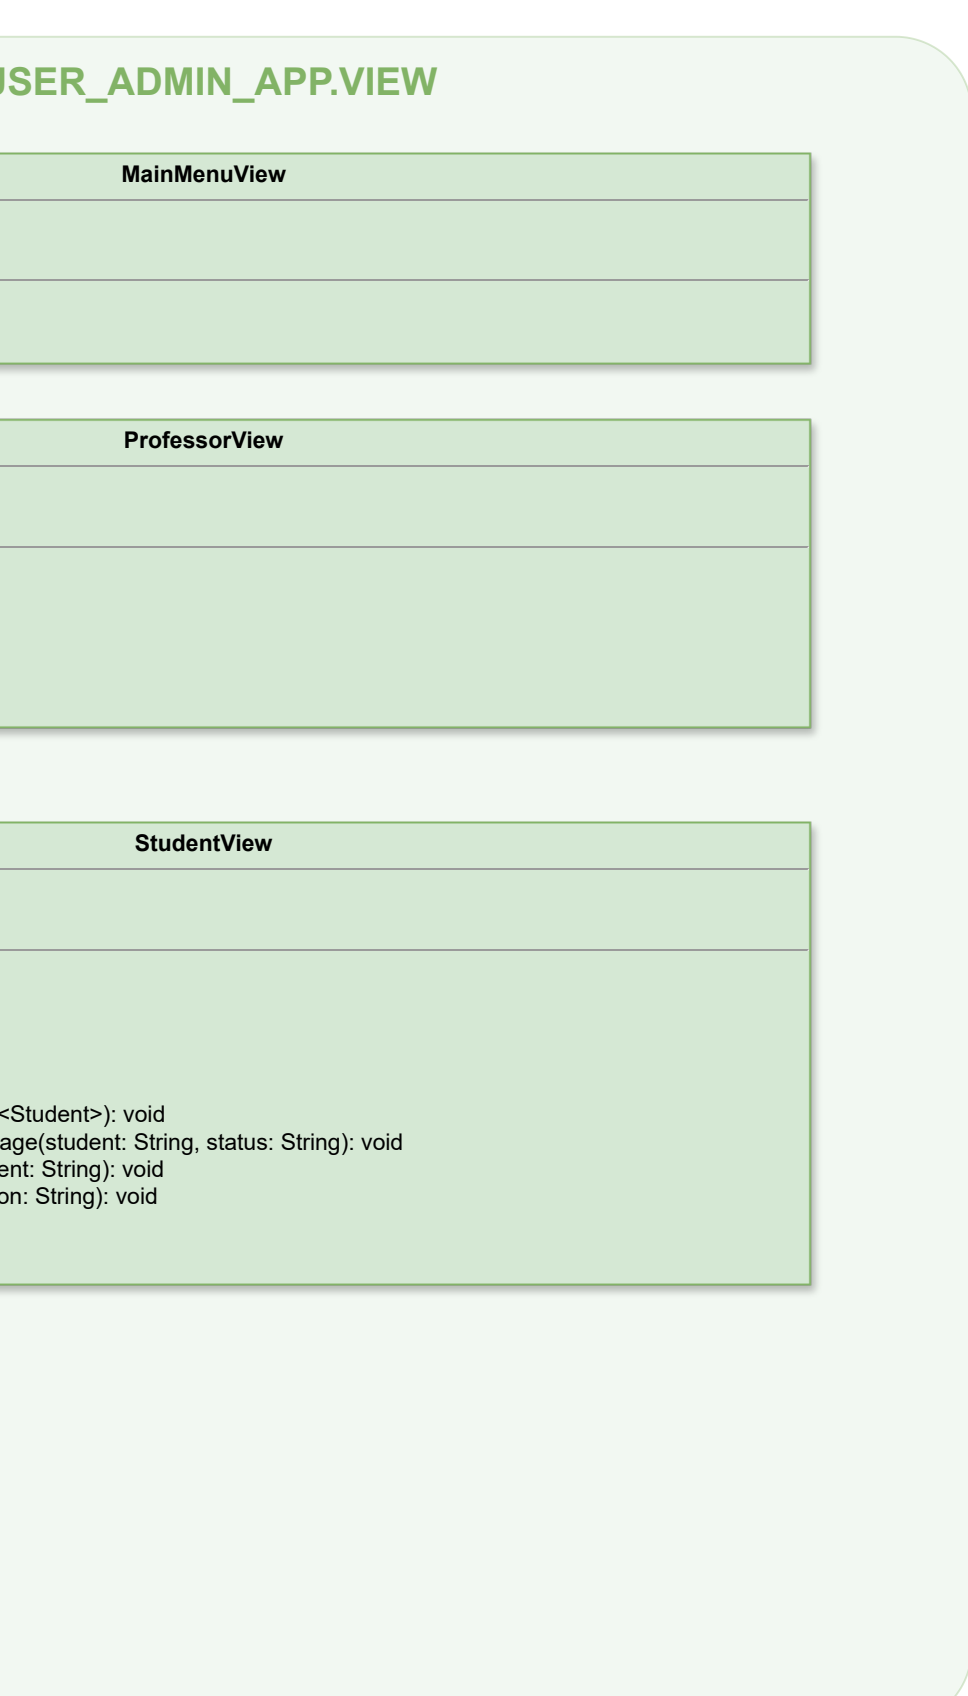 USER_ADMIN_APP.VIEW
MainMenuView
ProfessorView
StudentView
<Student>): void
age(student: String, status: String): void
ent: String): void
on: String): void